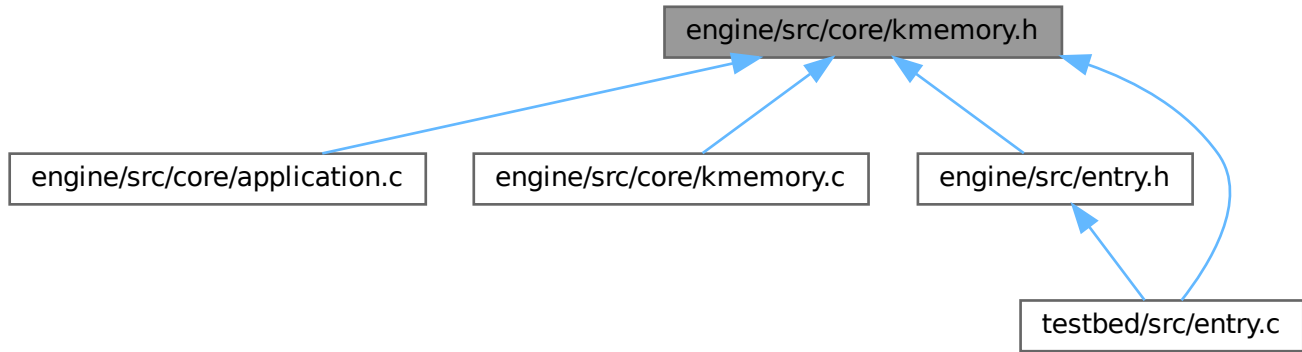 engine/src/core/kmemory.h
engine/src/core/application.c
engine/src/core/kmemory.c
engine/src/entry.h
testbed/src/entry.c